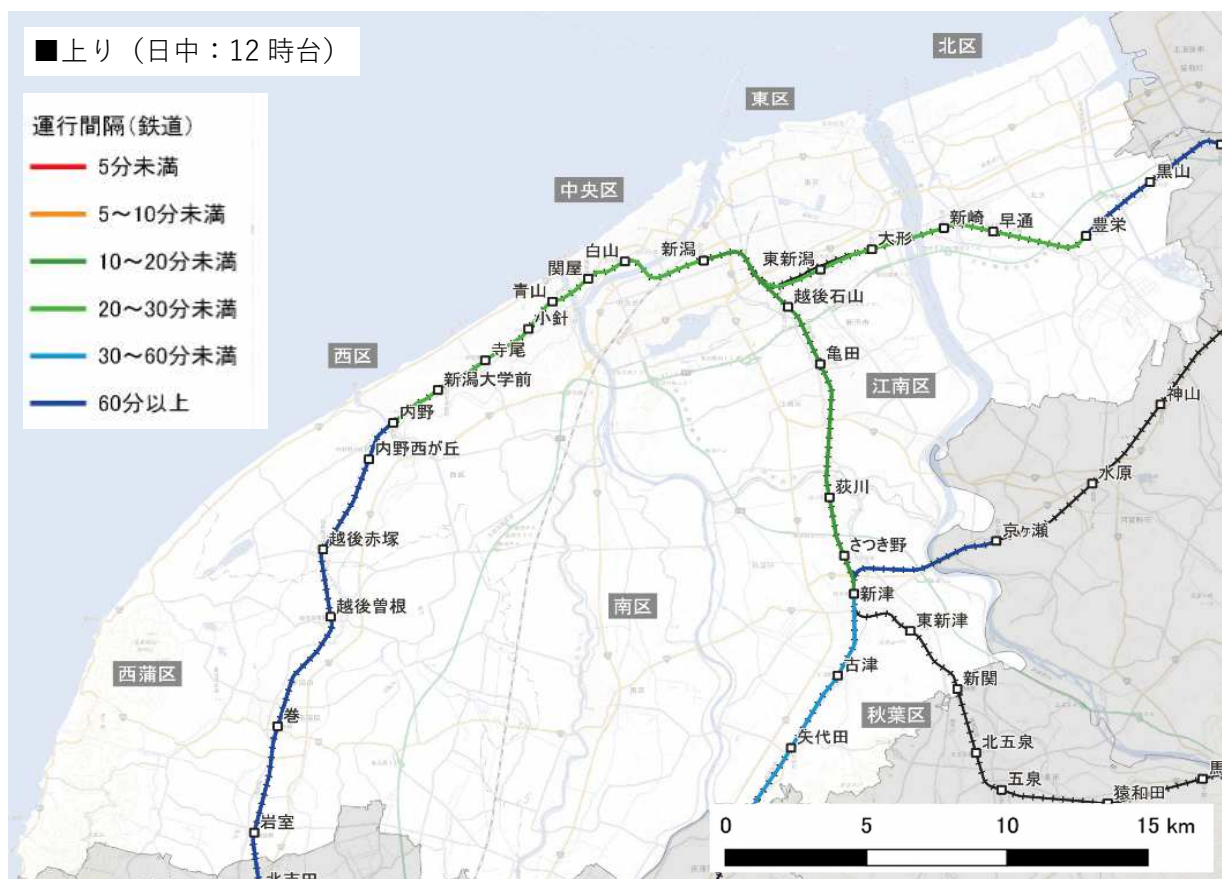 ■上り（日中：12時台）
運行間隔(鉄道)
5分未満
5～10分未満
10～20分未満
20～30分未満
30～60分未満
60分以上
北区
東区
中央区
西区
江南区
南区
西蒲区
秋葉区
黒山
豊栄
早通
新崎
大形
東新潟
新潟
白山
関屋
青山
小針
寺尾
新潟大学前
内野
内野西が丘
越後赤塚
越後曽根
巻
岩室
北吉田
越後石山
亀田
荻川
さつき野
新津
古津
矢代田
神山
水原
京ヶ瀬
東新津
新関
北五泉
五泉
猿和田
馬
0 5 10 15 km